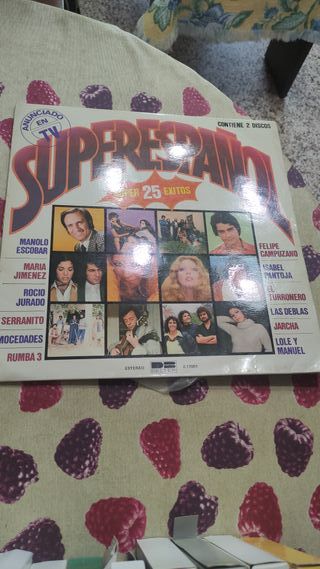 ANUNCIADO
EN
TV
CONTIENE 2 DISCOS
SUPERESPAÑOL
SUPER 25 EXITOS
MANOLO
ESCOBAR
MARIA
JIMENEZ
ROCIO
JURADO
SERRANITO
MOCEDADES
RUMBA 3
FELIPE
CAMPUZANO
ISABEL
PANTOJA
EL
TURRONERO
LAS DEBLAS
JARCHA
LOLE Y
MANUEL
ESTEREO